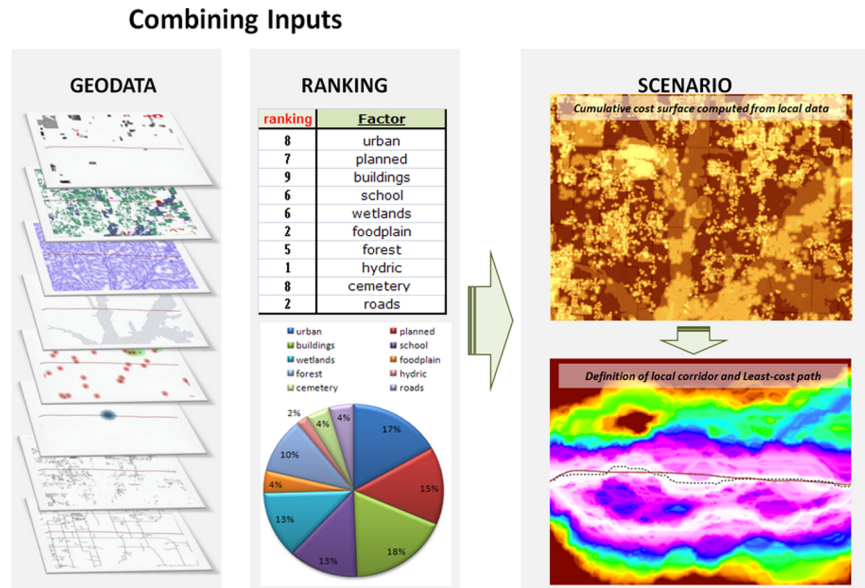 Combining Inputs
GEODATA
RANKING
ranking Factor
8 urban
7 planned
9 buildings
6 school
6 wetlands
2 foodplain
5 forest
1 hydric
8 cemetery
2 roads
urban planned
buildings school
wetlands foodplain
forest hydric
cemetery roads
2% 4% 4% 17%
10% 15%
4%
13% 18%
13%
SCENARIO
Cumulative cost surface computed from local data
Definition of local corridor and Least-cost path